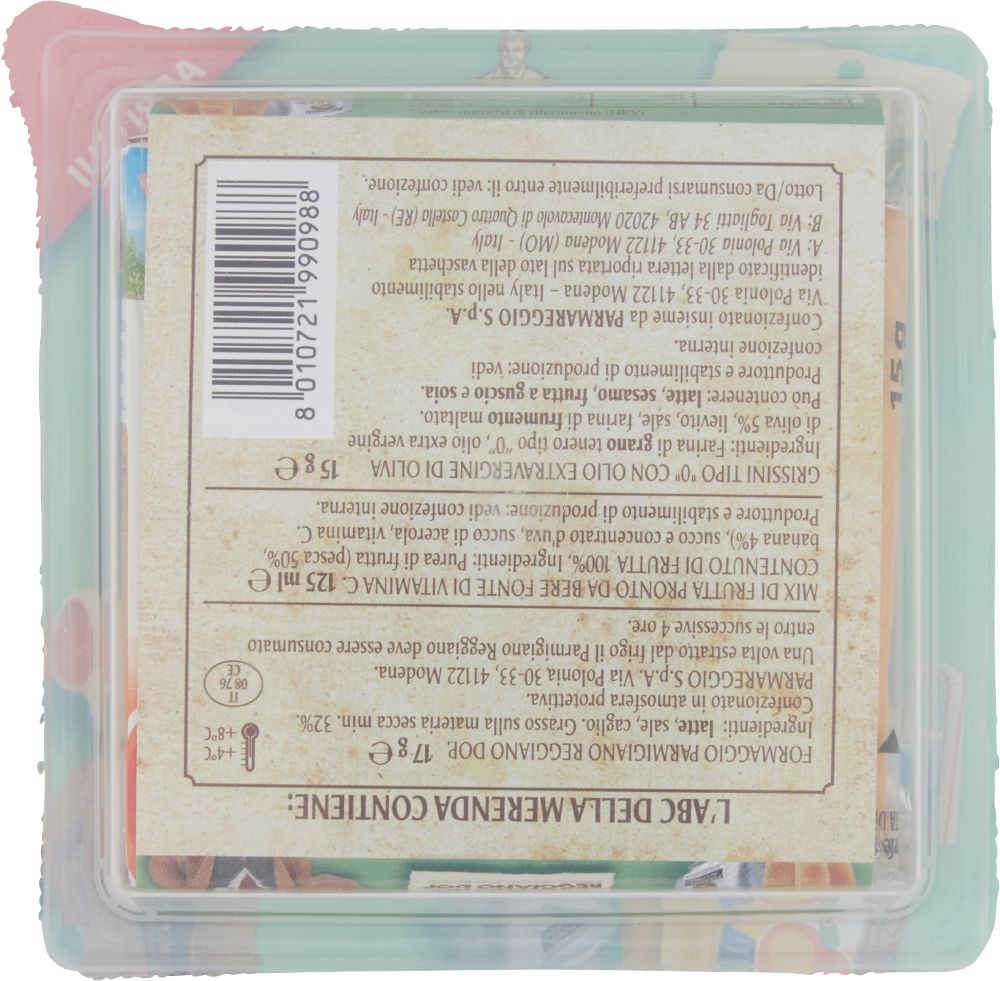 L'ABC DELLA MERENDA CONTIENE:
FORMAGGIO PARMIGIANO REGGIANO DOP. 17 g ℮
Ingredienti: latte, sale, caglio. Grasso sulla materia secca min. 32%.
Confezionato in atmosfera protettiva.
PARMAREGGIO S.p.A. Via Polonia 30-33, 41122 Modena.
Una volta estratto dal frigo il Parmigiano Reggiano deve essere consumato
entro le successive 4 ore.
+4°C
+8°C
IT
08 76
CE
MIX DI FRUTTA PRONTO DA BERE FONTE DI VITAMINA C. 125 ml ℮
CONTENUTO DI FRUTTA 100%. Ingredienti: Purea di frutta (pesca 50%,
banana 4%), succo e concentrato d'uva, succo di acerola, vitamina C.
Produttore e stabilimento di produzione: vedi confezione interna.
GRISSINI TIPO "0" CON OLIO EXTRAVERGINE DI OLIVA 15 g ℮
Ingredienti: Farina di grano tenero tipo "0", olio extra vergine
di oliva 5%, lievito, sale, farina di frumento maltato.
Può contenere: latte, sesamo, frutta a guscio e soia.
Produttore e stabilimento di produzione: vedi
confezione interna.
Confezionato insieme da PARMAREGGIO S.p.A.
Via Polonia 30-33, 41122 Modena – Italy nello stabilimento
identificato dalla lettera riportata sul lato della vaschetta
A: Via Polonia 30-33, 41122 Modena (MO) - Italy
B: Via Togliatti 34 AB, 42020 Montecavolo di Quattro Castella (RE) - Italy
Lotto/Da consumarsi preferibilmente entro il: vedi confezione.
8 010721 990988
15g
REGGIANO DOP
valori nutritivi di riferimento (NRV)